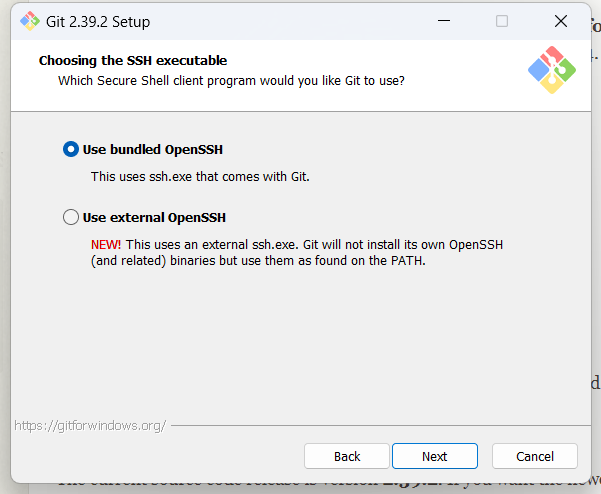 Git 2.39.2 Setup
Choosing the SSH executable
Which Secure Shell client program would you like Git to use?
Use bundled OpenSSH
This uses ssh.exe that comes with Git.
Use external OpenSSH
NEW! This uses an external ssh.exe. Git will not install its own OpenSSH
(and related) binaries but use them as found on the PATH.
https://gitforwindows.org/
Back
Next
Cancel